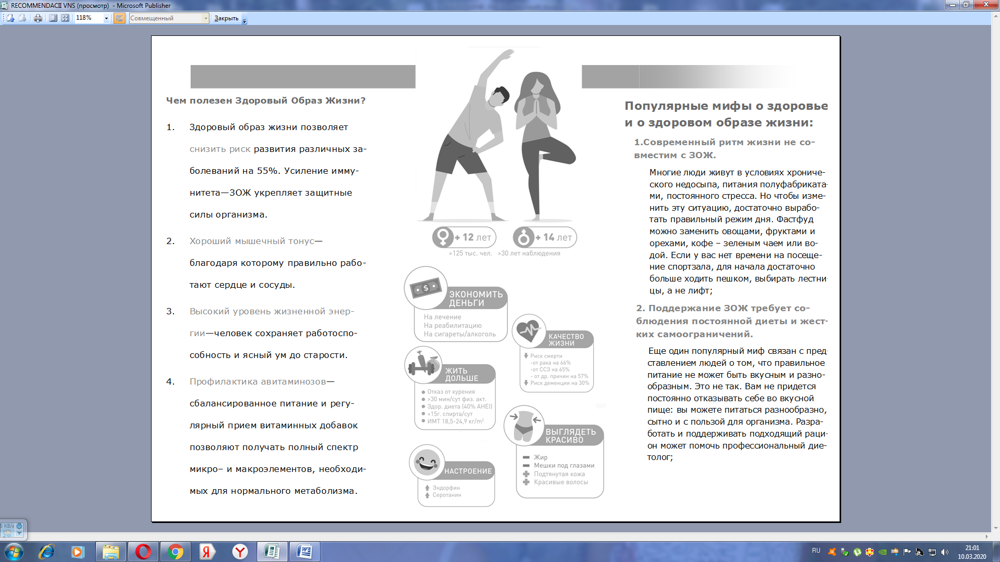 RECOMMENDACII VNS (просмотр) - Microsoft Publisher
118%
Совмещенный
Закрыть
Чем полезен Здоровый Образ Жизни?
1. Здоровый образ жизни позволяет
снизить риск развития различных за-
болеваний на 55%. Усиление имму-
нитета—ЗОЖ укрепляет защитные
силы организма.
2. Хороший мышечный тонус—
благодаря которому правильно рабо-
тают сердце и сосуды.
3. Высокий уровень жизненной энер-
гии—человек сохраняет работоспо-
собность и ясный ум до старости.
4. Профилактика авитаминозов—
сбалансированное питание и регу-
лярный прием витаминных добавок
позволяют получать полный спектр
микро– и макроэлементов, необходи-
мых для нормального метаболизма.
+ 12 лет
+ 14 лет
>125 тыс. чел. >30 лет наблюдения
$
ЭКОНОМИТЬ
ДЕНЬГИ
На лечение
На реабилитацию
На сигареты/алкоголь
КАЧЕСТВО
ЖИЗНИ
Риск смерти
-от рака на 66%
-от ССЗ на 65%
- от др. причин на 57%
Риск деменции на 30%
ЖИТЬ
ДОЛЬШЕ
Отказ от курения
>30 мин/сут физ. акт.
Здор. диета (40% AHEI)
<15г. спирта/сут
ИМТ 18,5-24,9 кг/m²
ВЫГЛЯДЕТЬ
КРАСИВО
Жир
Мешки под глазами
Подтянутая кожа
Красивые волосы
НАСТРОЕНИЕ
Эндорфин
Серотанин
Популярные мифы о здоровье
и о здоровом образе жизни:
1.Современный ритм жизни не со-
вместим с ЗОЖ.
Многие люди живут в условиях хрониче-
ского недосыпа, питания полуфабриката-
ми, постоянного стресса. Но чтобы изме-
нить эту ситуацию, достаточно вырабо-
тать правильный режим дня. Фастфуд
можно заменить овощами, фруктами и
орехами, кофе – зеленым чаем или во-
дой. Если у вас нет времени на посеще-
ние спортзала, для начала достаточно
больше ходить пешком, выбирать лестни-
цы, а не лифт;
2. Поддержание ЗОЖ требует со-
блюдения постоянной диеты и жест-
ких самоограничений.
Еще один популярный миф связан с пред-
ставлением людей о том, что правильное
питание не может быть вкусным и разно-
образным. Это не так. Вам не придется
постоянно отказывать себе во вкусной
пище: вы можете питаться разнообразно,
сытно и с пользой для организма. Разра-
ботать и поддерживать подходящий раци-
он может помочь профессиональный дие-
толог;
5 KB/s
RU
21:01
10.03.2020